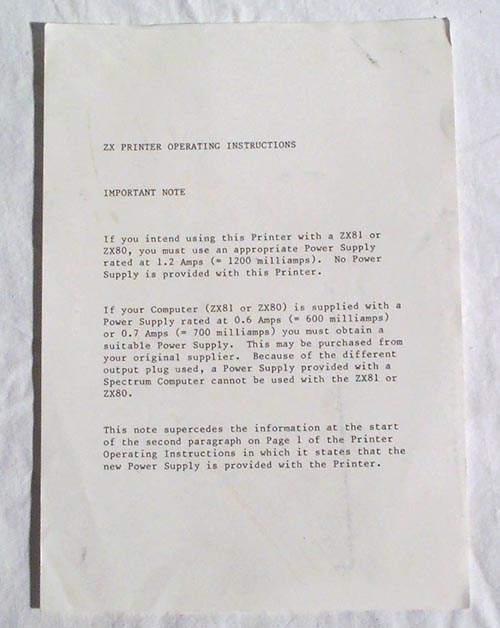 ZX PRINTER OPERATING INSTRUCTIONS
IMPORTANT NOTE
If you intend using this Printer with a ZX81 or
ZX80, you must use an appropriate Power Supply
rated at 1.2 Amps (= 1200 milliamps).  No Power
Supply is provided with this Printer.
If your Computer (ZX81 or ZX80) is supplied with a
Power Supply rated at 0.6 Amps (= 600 milliamps)
or 0.7 Amps (= 700 milliamps) you must obtain a
suitable Power Supply.  This may be purchased from
your original supplier.  Because of the different
output plug used, a Power Supply provided with a
Spectrum Computer cannot be used with the ZX81 or
ZX80.
This note supercedes the information at the start
of the second paragraph on Page 1 of the Printer
Operating Instructions in which it states that the
new Power Supply is provided with the Printer.